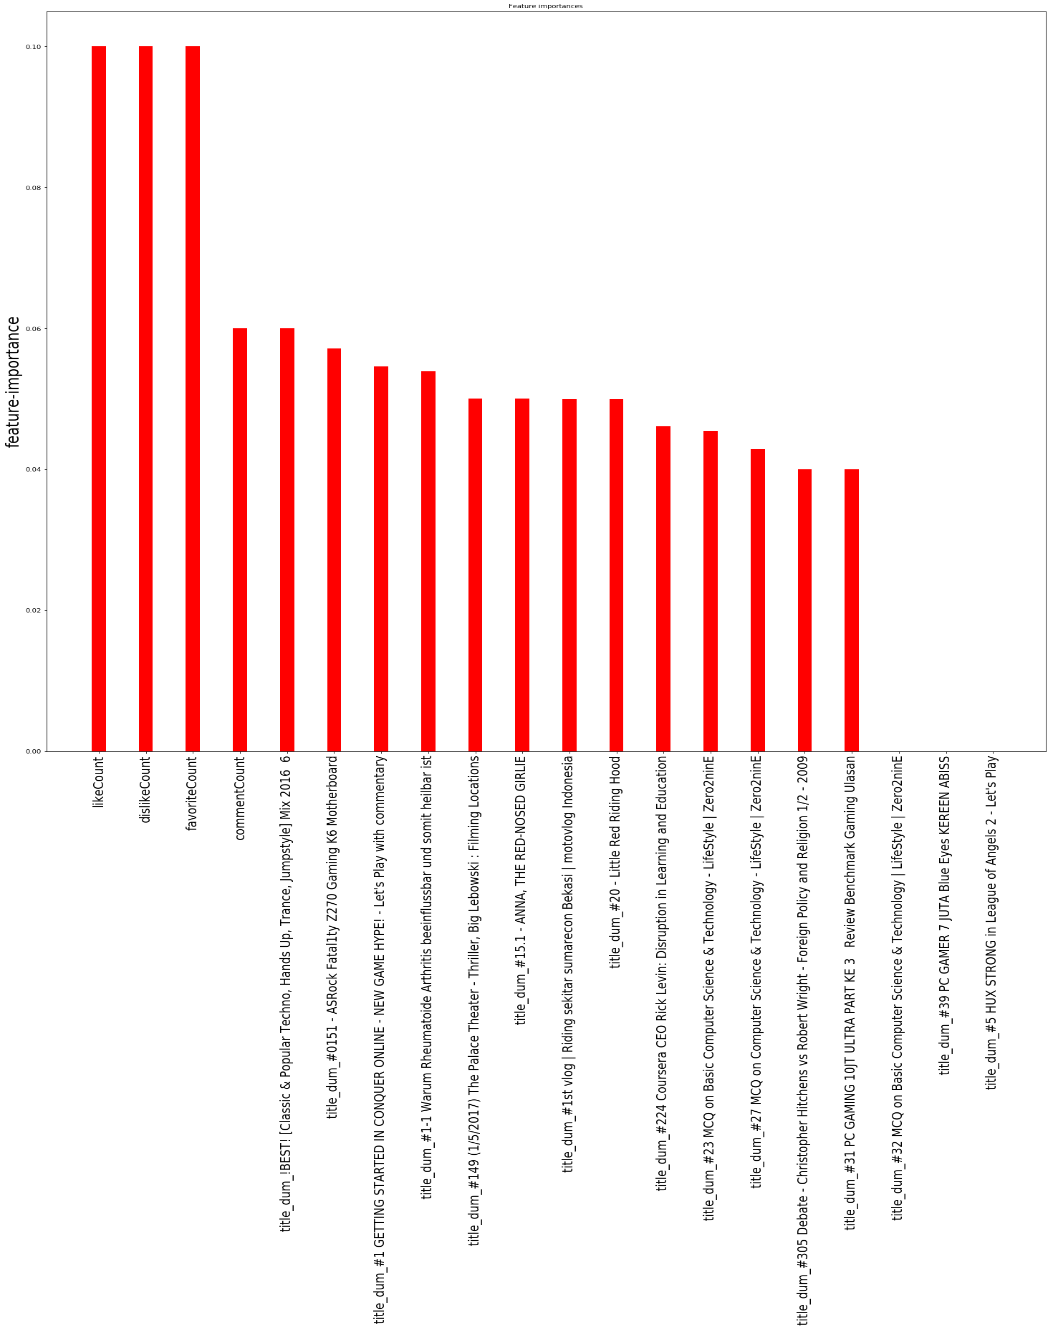 Feature importances
feature-importance
0.10
0.08
0.06
0.04
0.02
0.00
likeCount
dislikeCount
favoriteCount
commentCount
title_dum_!BEST! [Classic & Popular Techno, Hands Up, Trance, Jumpstyle] Mix 2016  6
title_dum_#0151 - ASRock Fatal1ty Z270 Gaming K6 Motherboard
title_dum_#1 GETTING STARTED IN CONQUER ONLINE - NEW GAME HYPE! - Let's Play with commentary
title_dum_#1-1 Warum Rheumatoide Arthritis beeinflussbar und somit heilbar ist
title_dum_#149 (1/5/2017) The Palace Theater - Thriller, Big Lebowski : Filming Locations
title_dum_#15.1 - ANNA, THE RED-NOSED GIRLIE
title_dum_#1st vlog | Riding sekitar sumarecon Bekasi | motovlog Indonesia
title_dum_#20 - Little Red Riding Hood
title_dum_#224 Coursera CEO Rick Levin: Disruption in Learning and Education
title_dum_#23 MCQ on Basic Computer Science & Technology - LifeStyle | Zero2ninE
title_dum_#27 MCQ on Computer Science & Technology - LifeStyle | Zero2ninE
title_dum_#305 Debate - Christopher Hitchens vs Robert Wright - Foreign Policy and Religion 1/2 - 2009
title_dum_#31 PC GAMING 10JT ULTRA PART KE 3   Review Benchmark Gaming Ulasan
title_dum_#32 MCQ on Basic Computer Science & Technology | LifeStyle | Zero2ninE
title_dum_#39 PC GAMER 7 JUTA Blue Eyes KEREEN ABISS
title_dum_#5 HUX STRONG in League of Angels 2 - Let's Play